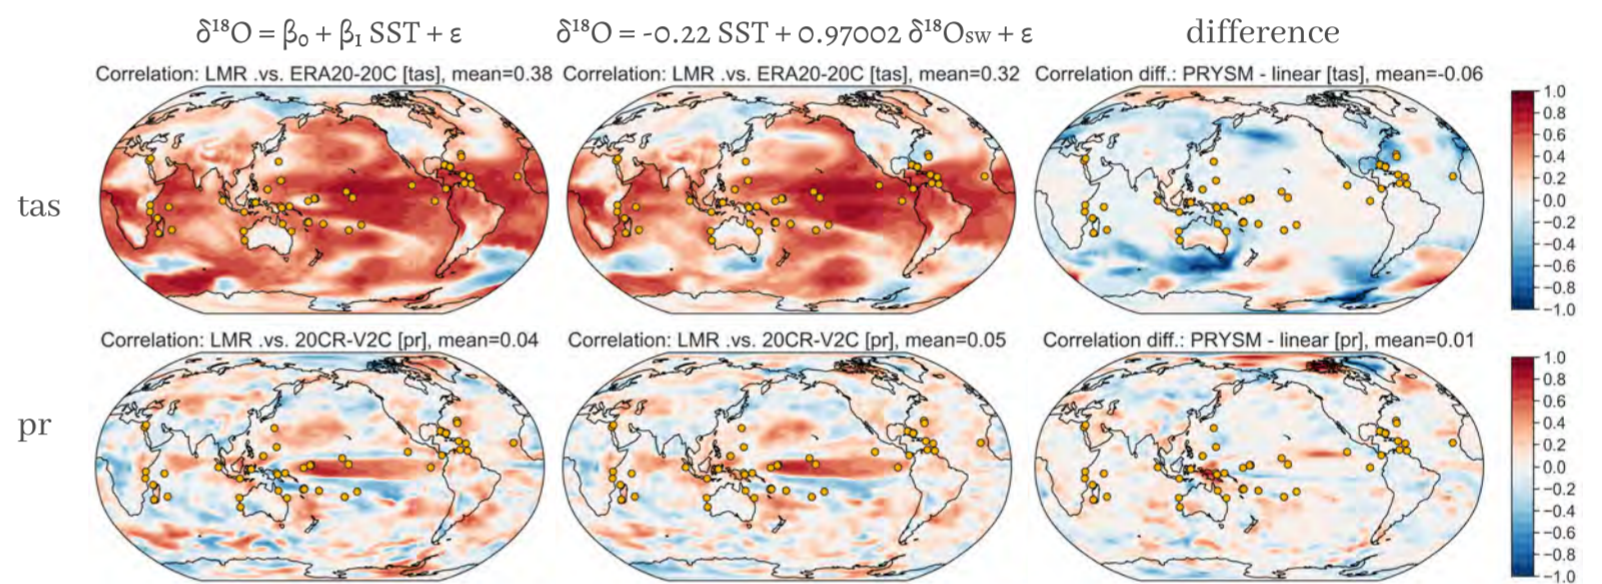 δ¹⁸O = β₀ + β₁ SST + ε
δ¹⁸O = -0.22 SST + 0.97002 δ¹⁸Osw + ε
difference
Correlation: LMR .vs. ERA20-20C [tas], mean=0.38
Correlation: LMR .vs. ERA20-20C [tas], mean=0.32
Correlation diff.: PRYSM - linear [tas], mean=-0.06
tas
1.0
0.8
0.6
0.4
0.2
0.0
−0.2
−0.4
−0.6
−0.8
−1.0
Correlation: LMR .vs. 20CR-V2C [pr], mean=0.04
Correlation: LMR .vs. 20CR-V2C [pr], mean=0.05
Correlation diff.: PRYSM - linear [pr], mean=0.01
pr
1.0
0.8
0.6
0.4
0.2
0.0
−0.2
−0.4
−0.6
−0.8
−1.0